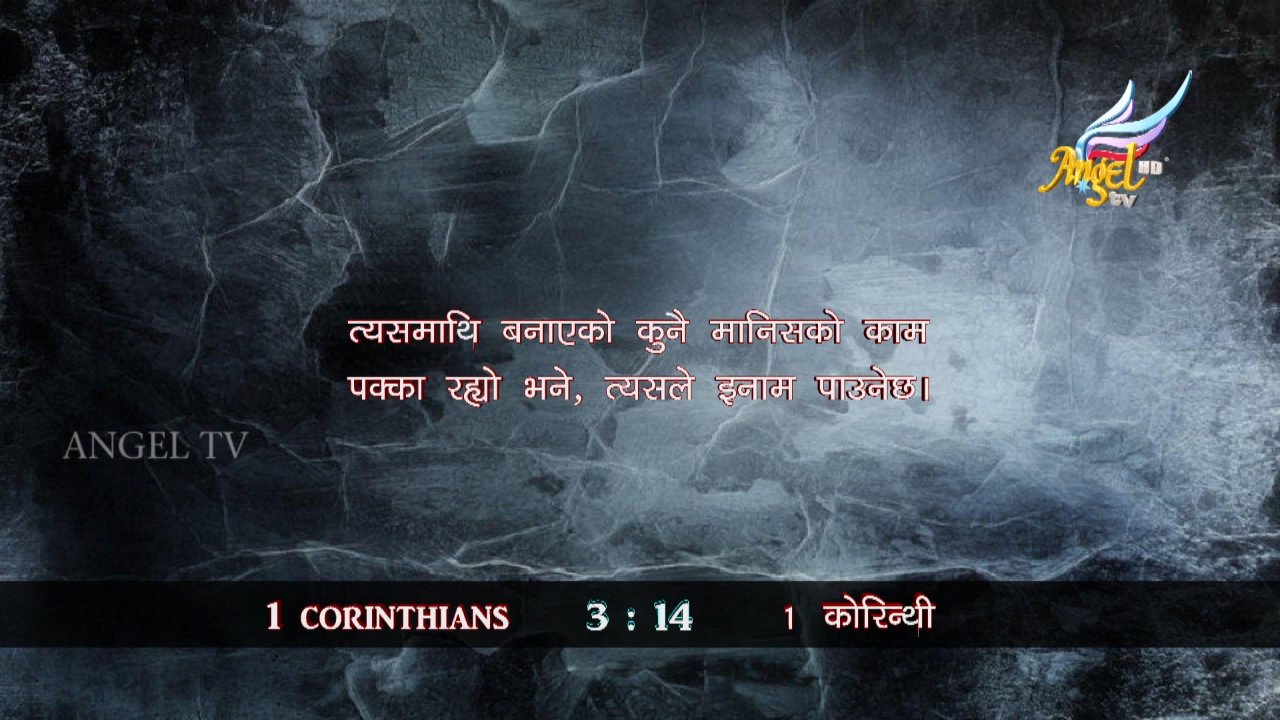 Angel HD
tv
त्यसमाथि बनाएको कुनै मानिसको काम
पक्का रह्यो भने, त्यसले इनाम पाउनेछ।
ANGEL TV
1 CORINTHIANS 3 : 14 1 कोरिन्थी